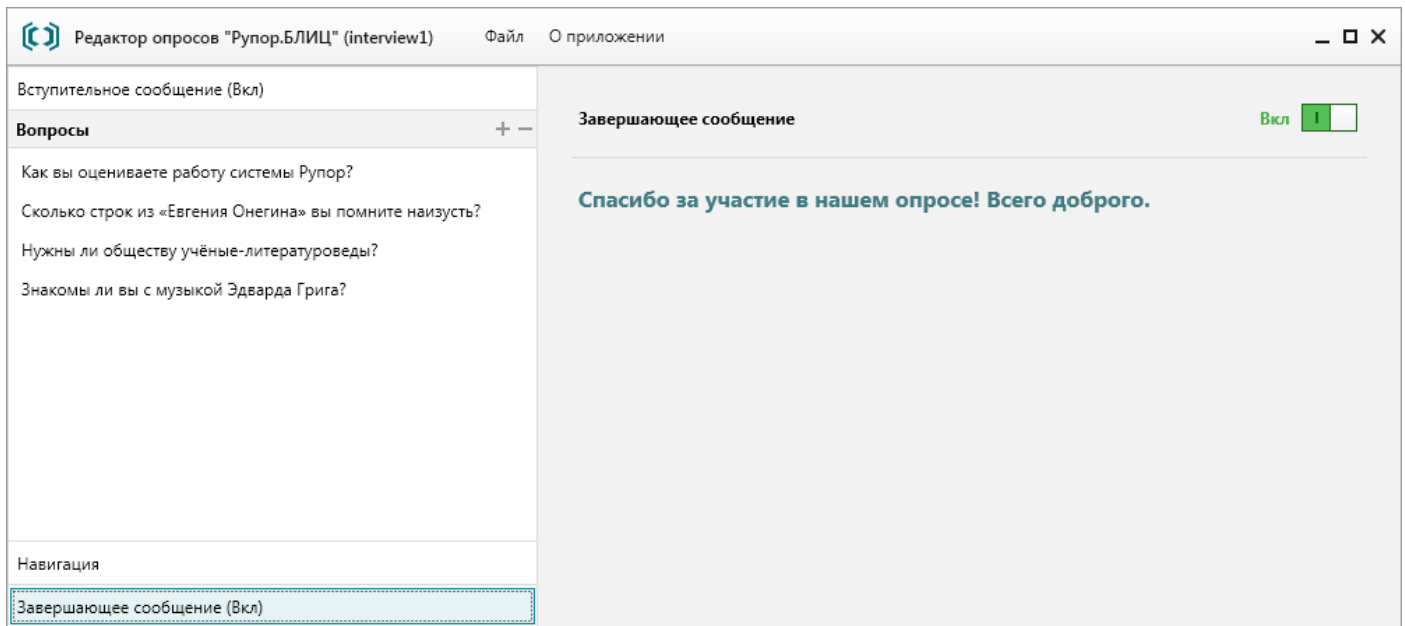 Редактор опросов "Рупор.БЛИЦ" (interview1) Файл О приложении
Вступительное сообщение (Вкл)
Вопросы
Как вы оцениваете работу системы Рупор?
Сколько строк из «Евгения Онегина» вы помните наизусть?
Нужны ли обществу учёные-литературоведы?
Знакомы ли вы с музыкой Эдварда Грига?
Навигация
Завершающее сообщение (Вкл)
Завершающее сообщение Вкл
Спасибо за участие в нашем опросе! Всего доброго.